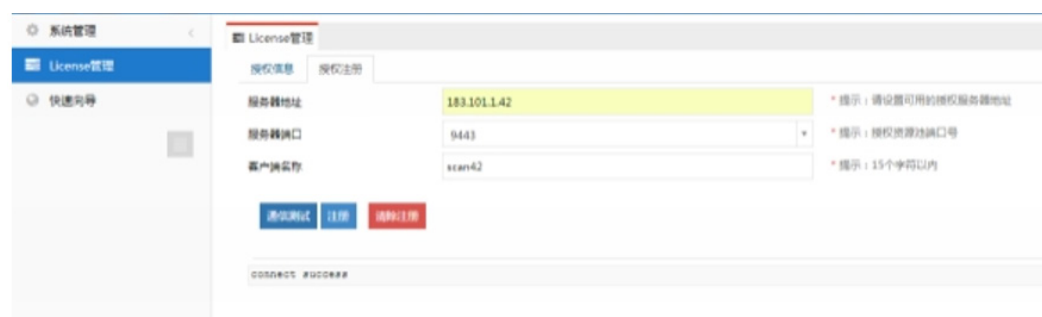 系统管理
License管理
快速向导
License管理
授权信息 授权注册
服务器地址 183.101.1.42 * 提示：请设置可用的授权服务器地址
服务器端口 9443 * 提示：授权资源池端口号
客户端名称 scan42 * 提示：15个字符以内
通信测试 注册 清除注册
connect success